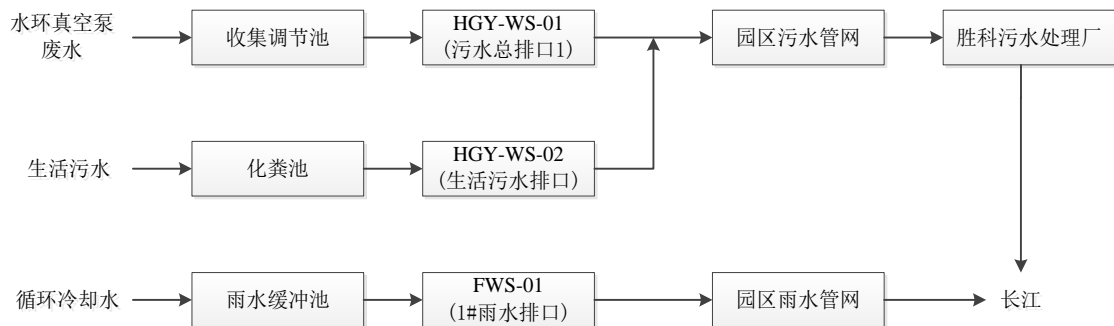 水环真空泵
废水
收集调节池
HGY-WS-01
(污水总排口1)
园区污水管网
胜科污水处理厂
生活污水
化粪池
HGY-WS-02
(生活污水排口)
循环冷却水
雨水缓冲池
FWS-01
(1#雨水排口)
园区雨水管网
长江